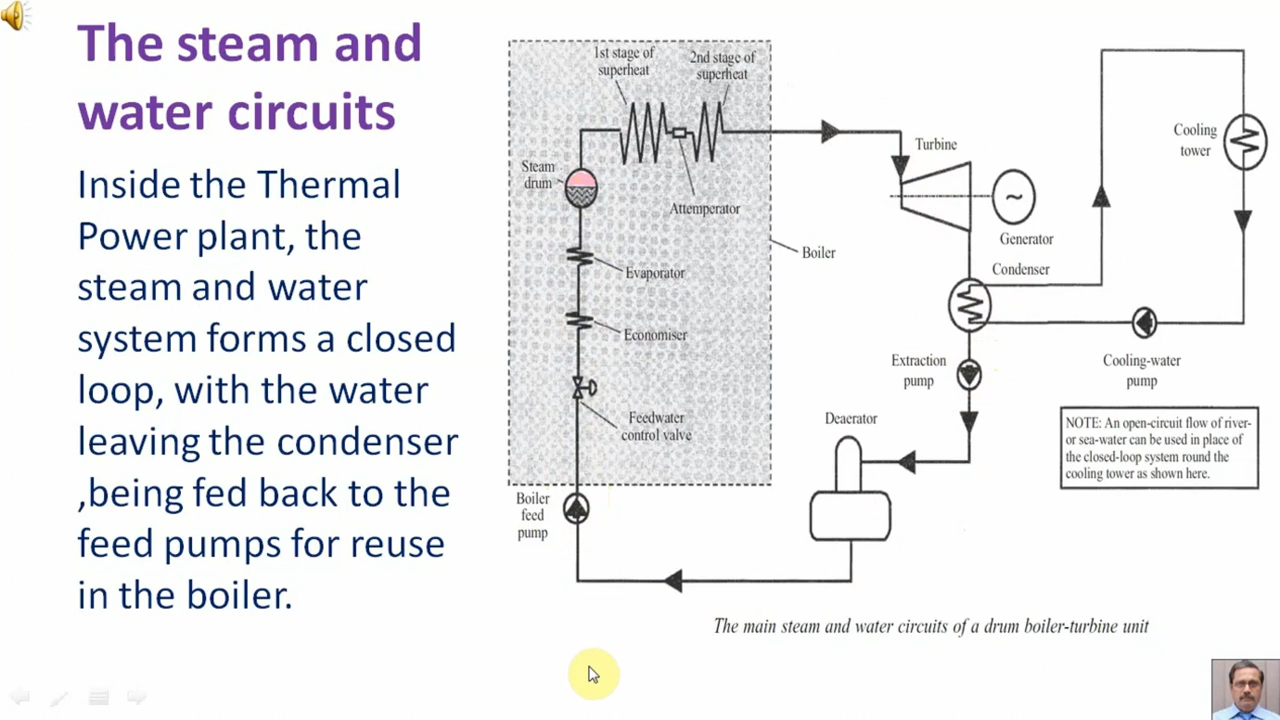 The steam and
water circuits
Inside the Thermal
Power plant, the
steam and water
system forms a closed
loop, with the water
leaving the condenser
,being fed back to the
feed pumps for reuse
in the boiler.
1st stage of
superheat
2nd stage of
superheat
Steam
drum
Attemperator
Evaporator
Economiser
Feedwater
control valve
Boiler
feed
pump
Boiler
Turbine
Generator
Condenser
Cooling
tower
Extraction
pump
Cooling-water
pump
Deaerator
NOTE: An open-circuit flow of river-
or sea-water can be used in place of
the closed-loop system round the
cooling tower as shown here.
The main steam and water circuits of a drum boiler-turbine unit